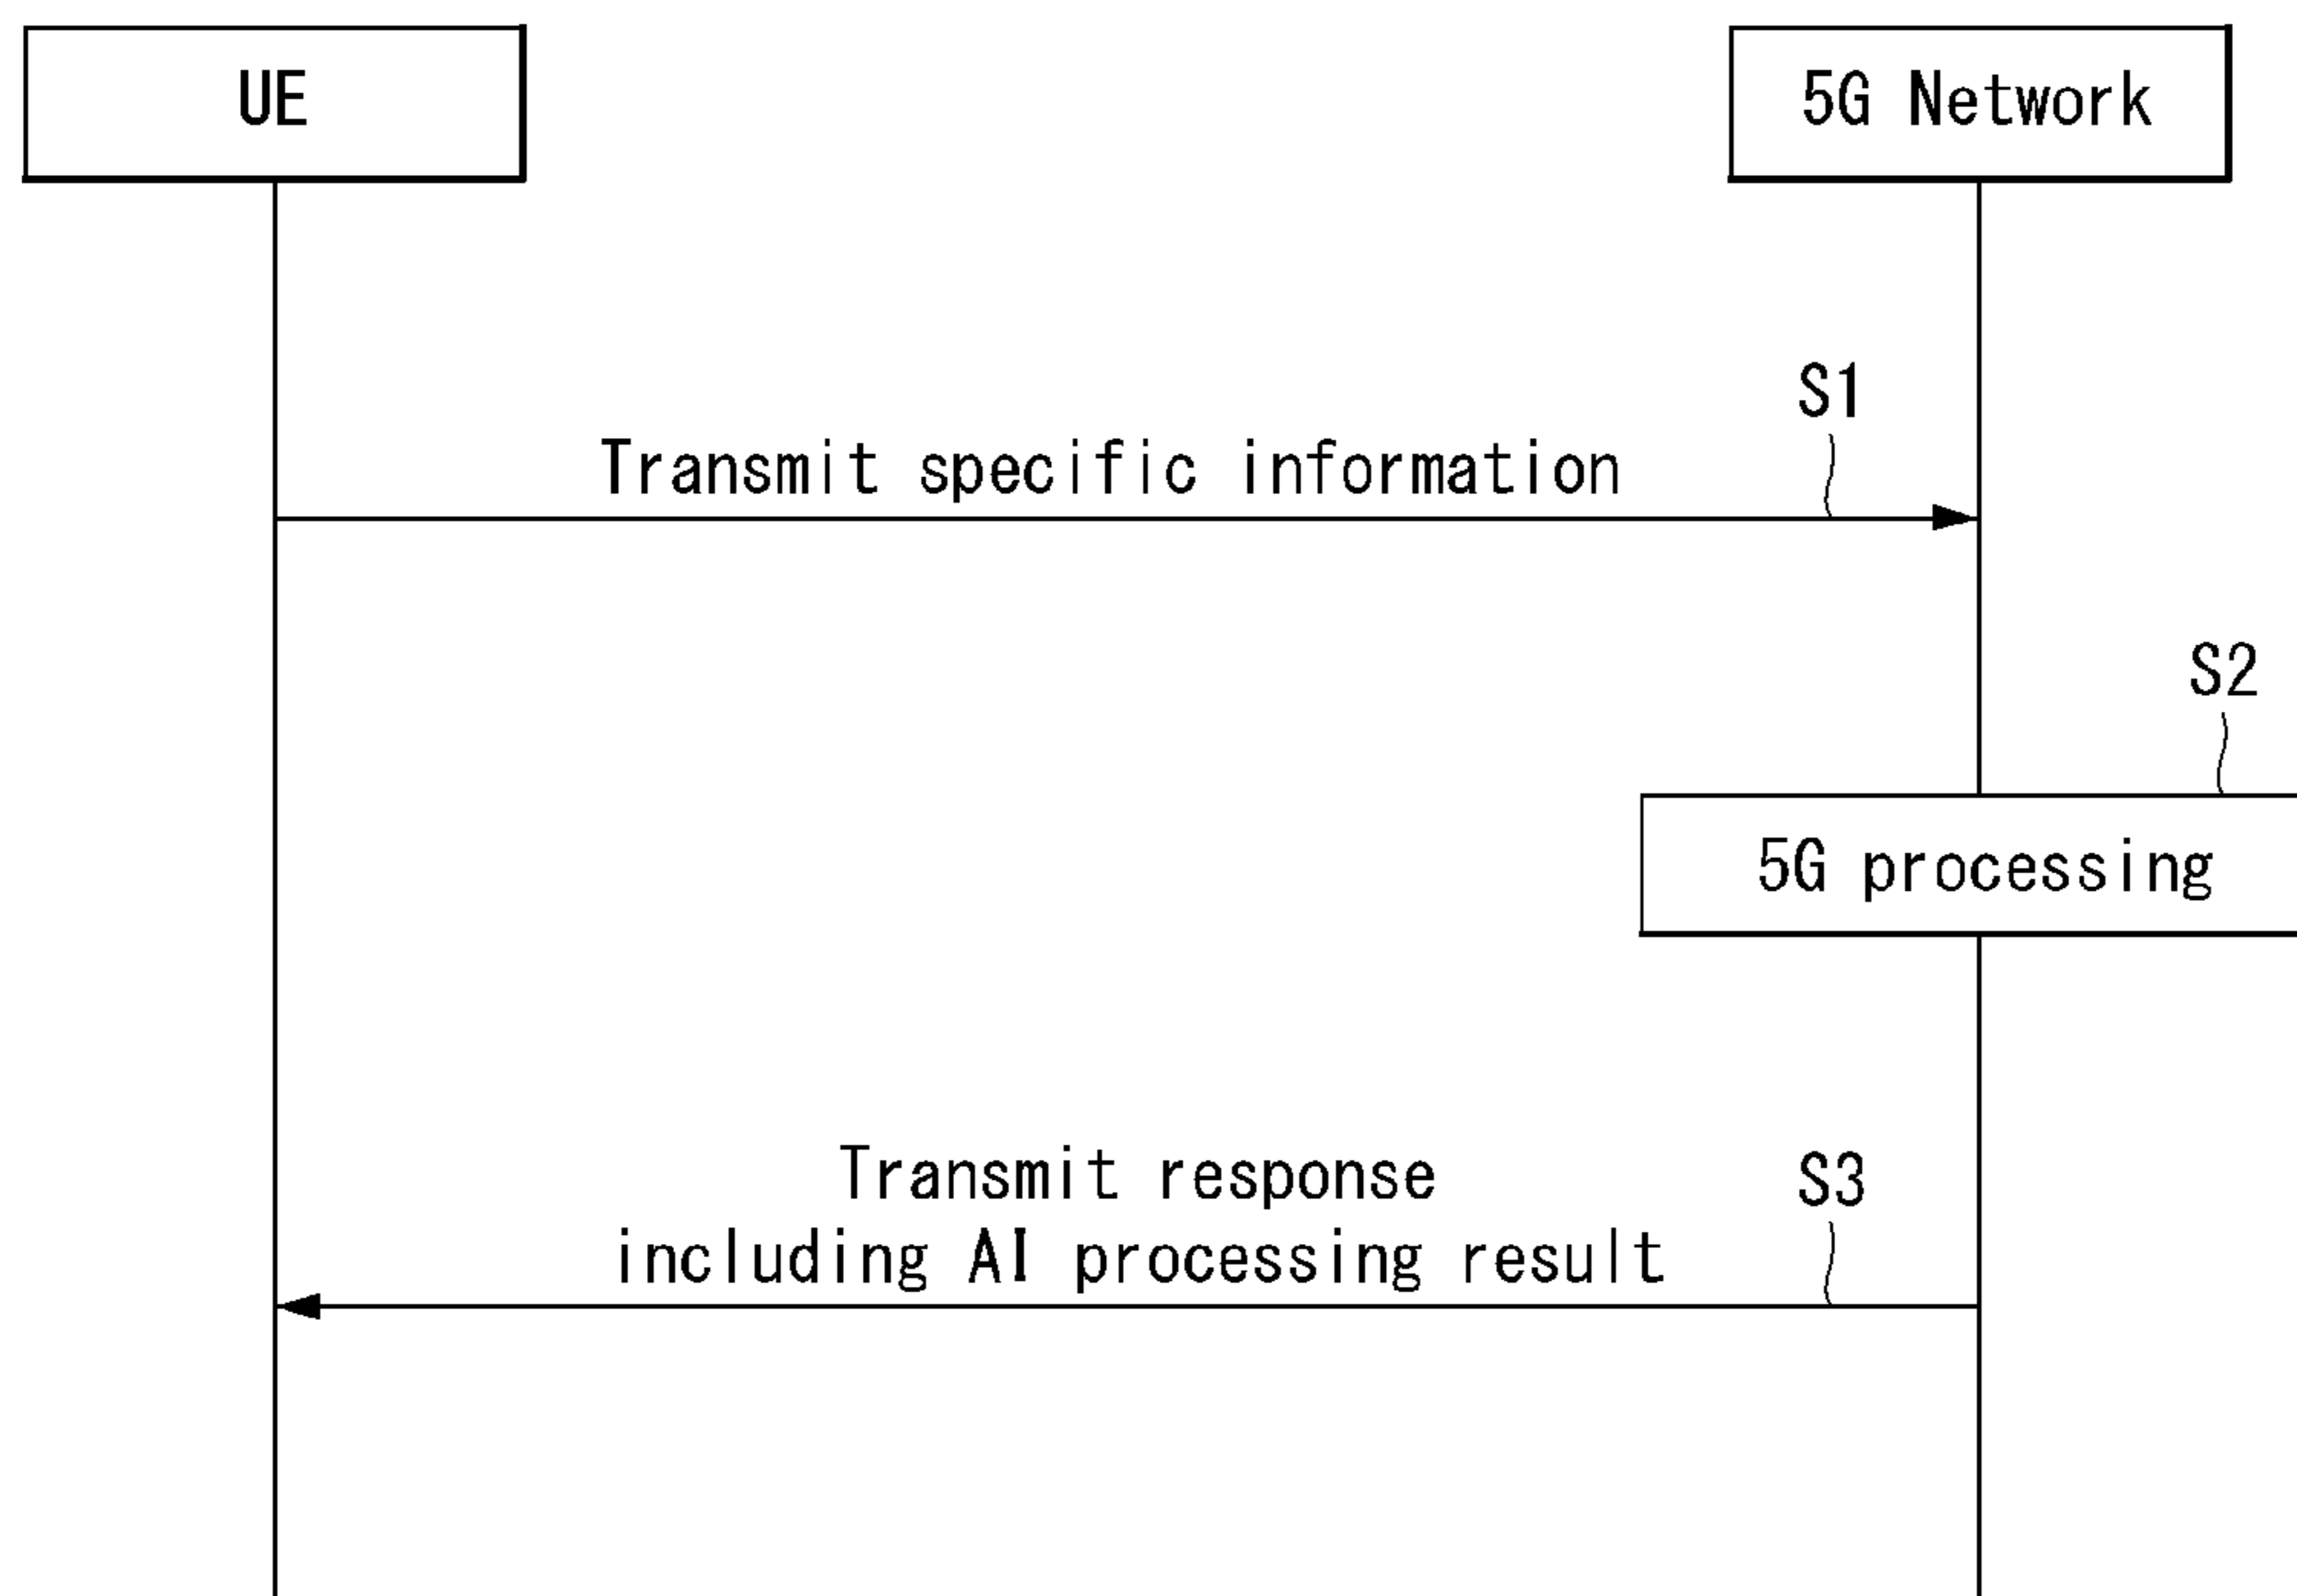 UE
5G Network
S1
Transmit specific information
S2
5G processing
Transmit response
S3
including AI processing result